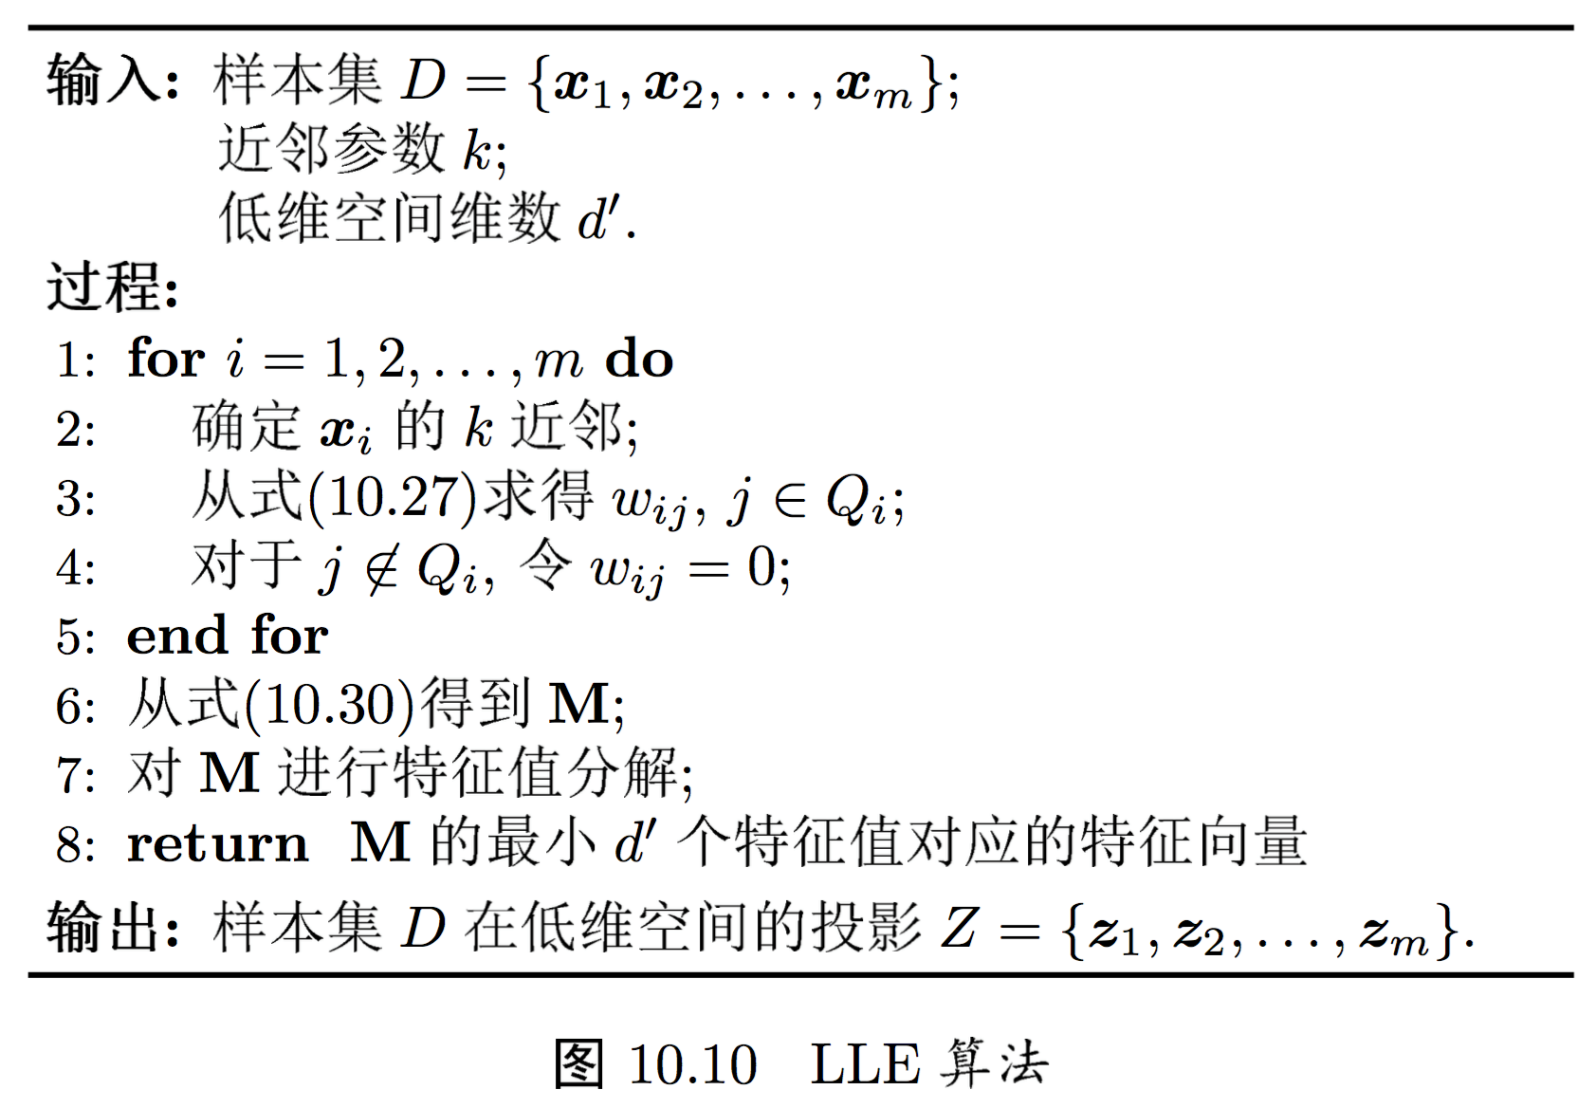 输入: 样本集 D = {x₁, x₂, . . . , xₘ};
近邻参数 k;
低维空间维数 d′.
过程:
1: for i = 1, 2, . . . , m do
2: 确定 xᵢ 的 k 近邻;
3: 从式(10.27)求得 wᵢⱼ, j ∈ Qᵢ;
4: 对于 j ∉ Qᵢ, 令 wᵢⱼ = 0;
5: end for
6: 从式(10.30)得到 M;
7: 对 M 进行特征值分解;
8: return M 的最小 d′ 个特征值对应的特征向量
输出: 样本集 D 在低维空间的投影 Z = {z₁, z₂, . . . , zₘ}.
图 10.10 LLE 算法